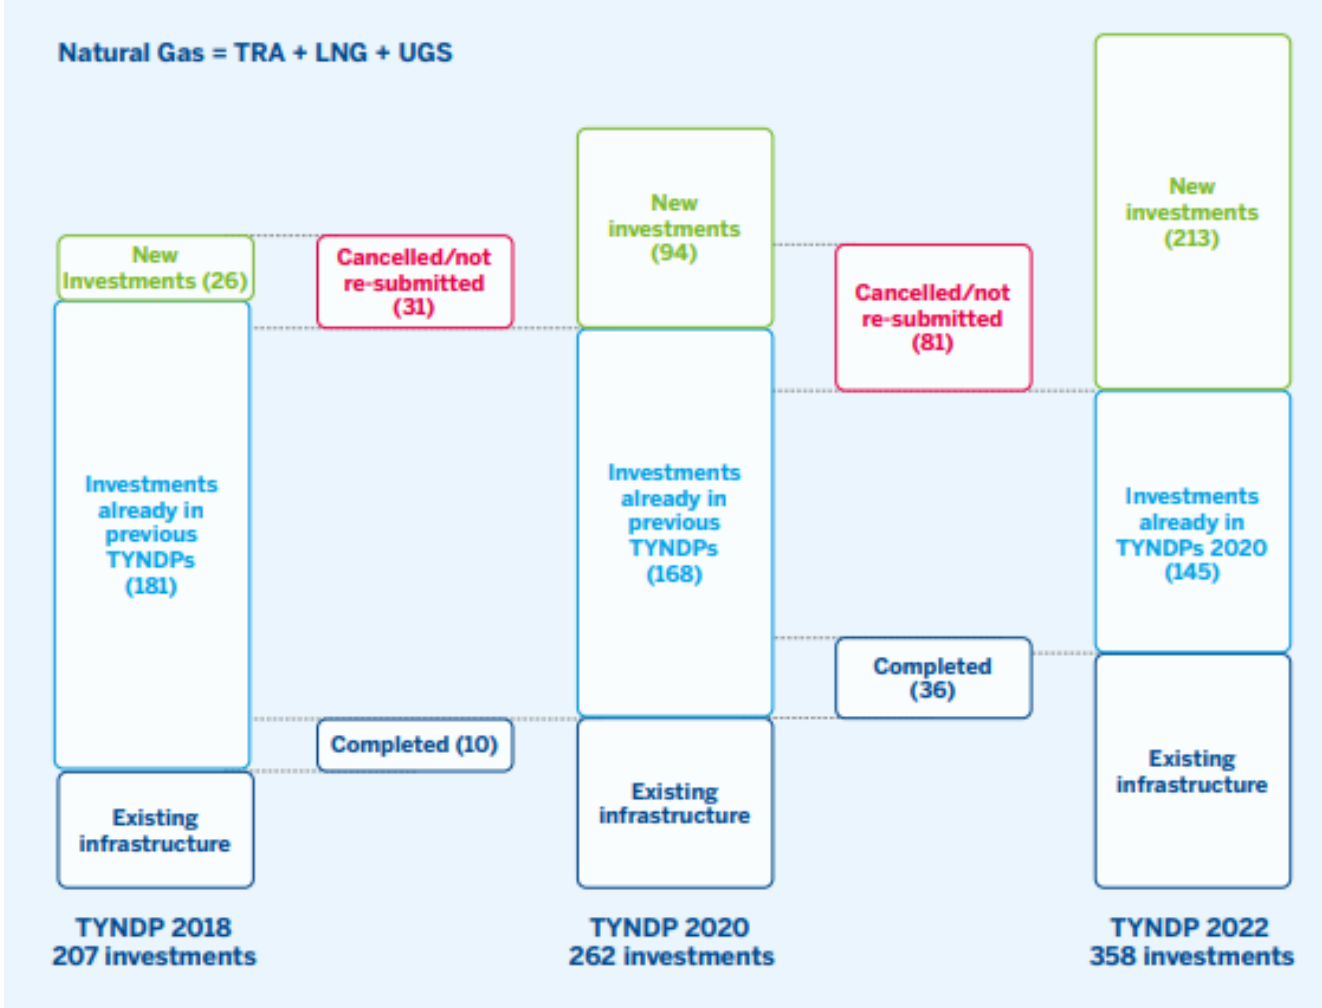 Natural Gas = TRA + LNG + UGS
New
Investments (26)
Investments
already in
previous
TYNDPs
(181)
Existing
infrastructure
TYNDP 2018
207 investments
Cancelled/not
re-submitted
(31)
Completed (10)
New
investments
(94)
Investments
already in
previous
TYNDPs
(168)
Existing
infrastructure
TYNDP 2020
262 investments
Cancelled/not
re-submitted
(81)
Completed
(36)
New
investments
(213)
Investments
already in
TYNDPs 2020
(145)
Existing
infrastructure
TYNDP 2022
358 investments